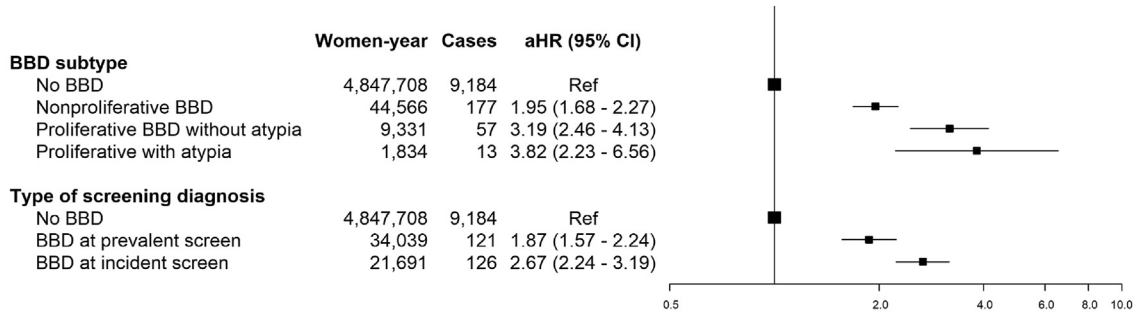 Women-year Cases aHR (95% CI)
BBD subtype
No BBD 4,847,708 9,184 Ref
Nonproliferative BBD 44,566 177 1.95 (1.68 - 2.27)
Proliferative BBD without atypia 9,331 57 3.19 (2.46 - 4.13)
Proliferative with atypia 1,834 13 3.82 (2.23 - 6.56)
Type of screening diagnosis
No BBD 4,847,708 9,184 Ref
BBD at prevalent screen 34,039 121 1.87 (1.57 - 2.24)
BBD at incident screen 21,691 126 2.67 (2.24 - 3.19)
0.5 2.0 4.0 6.0 8.0 10.0